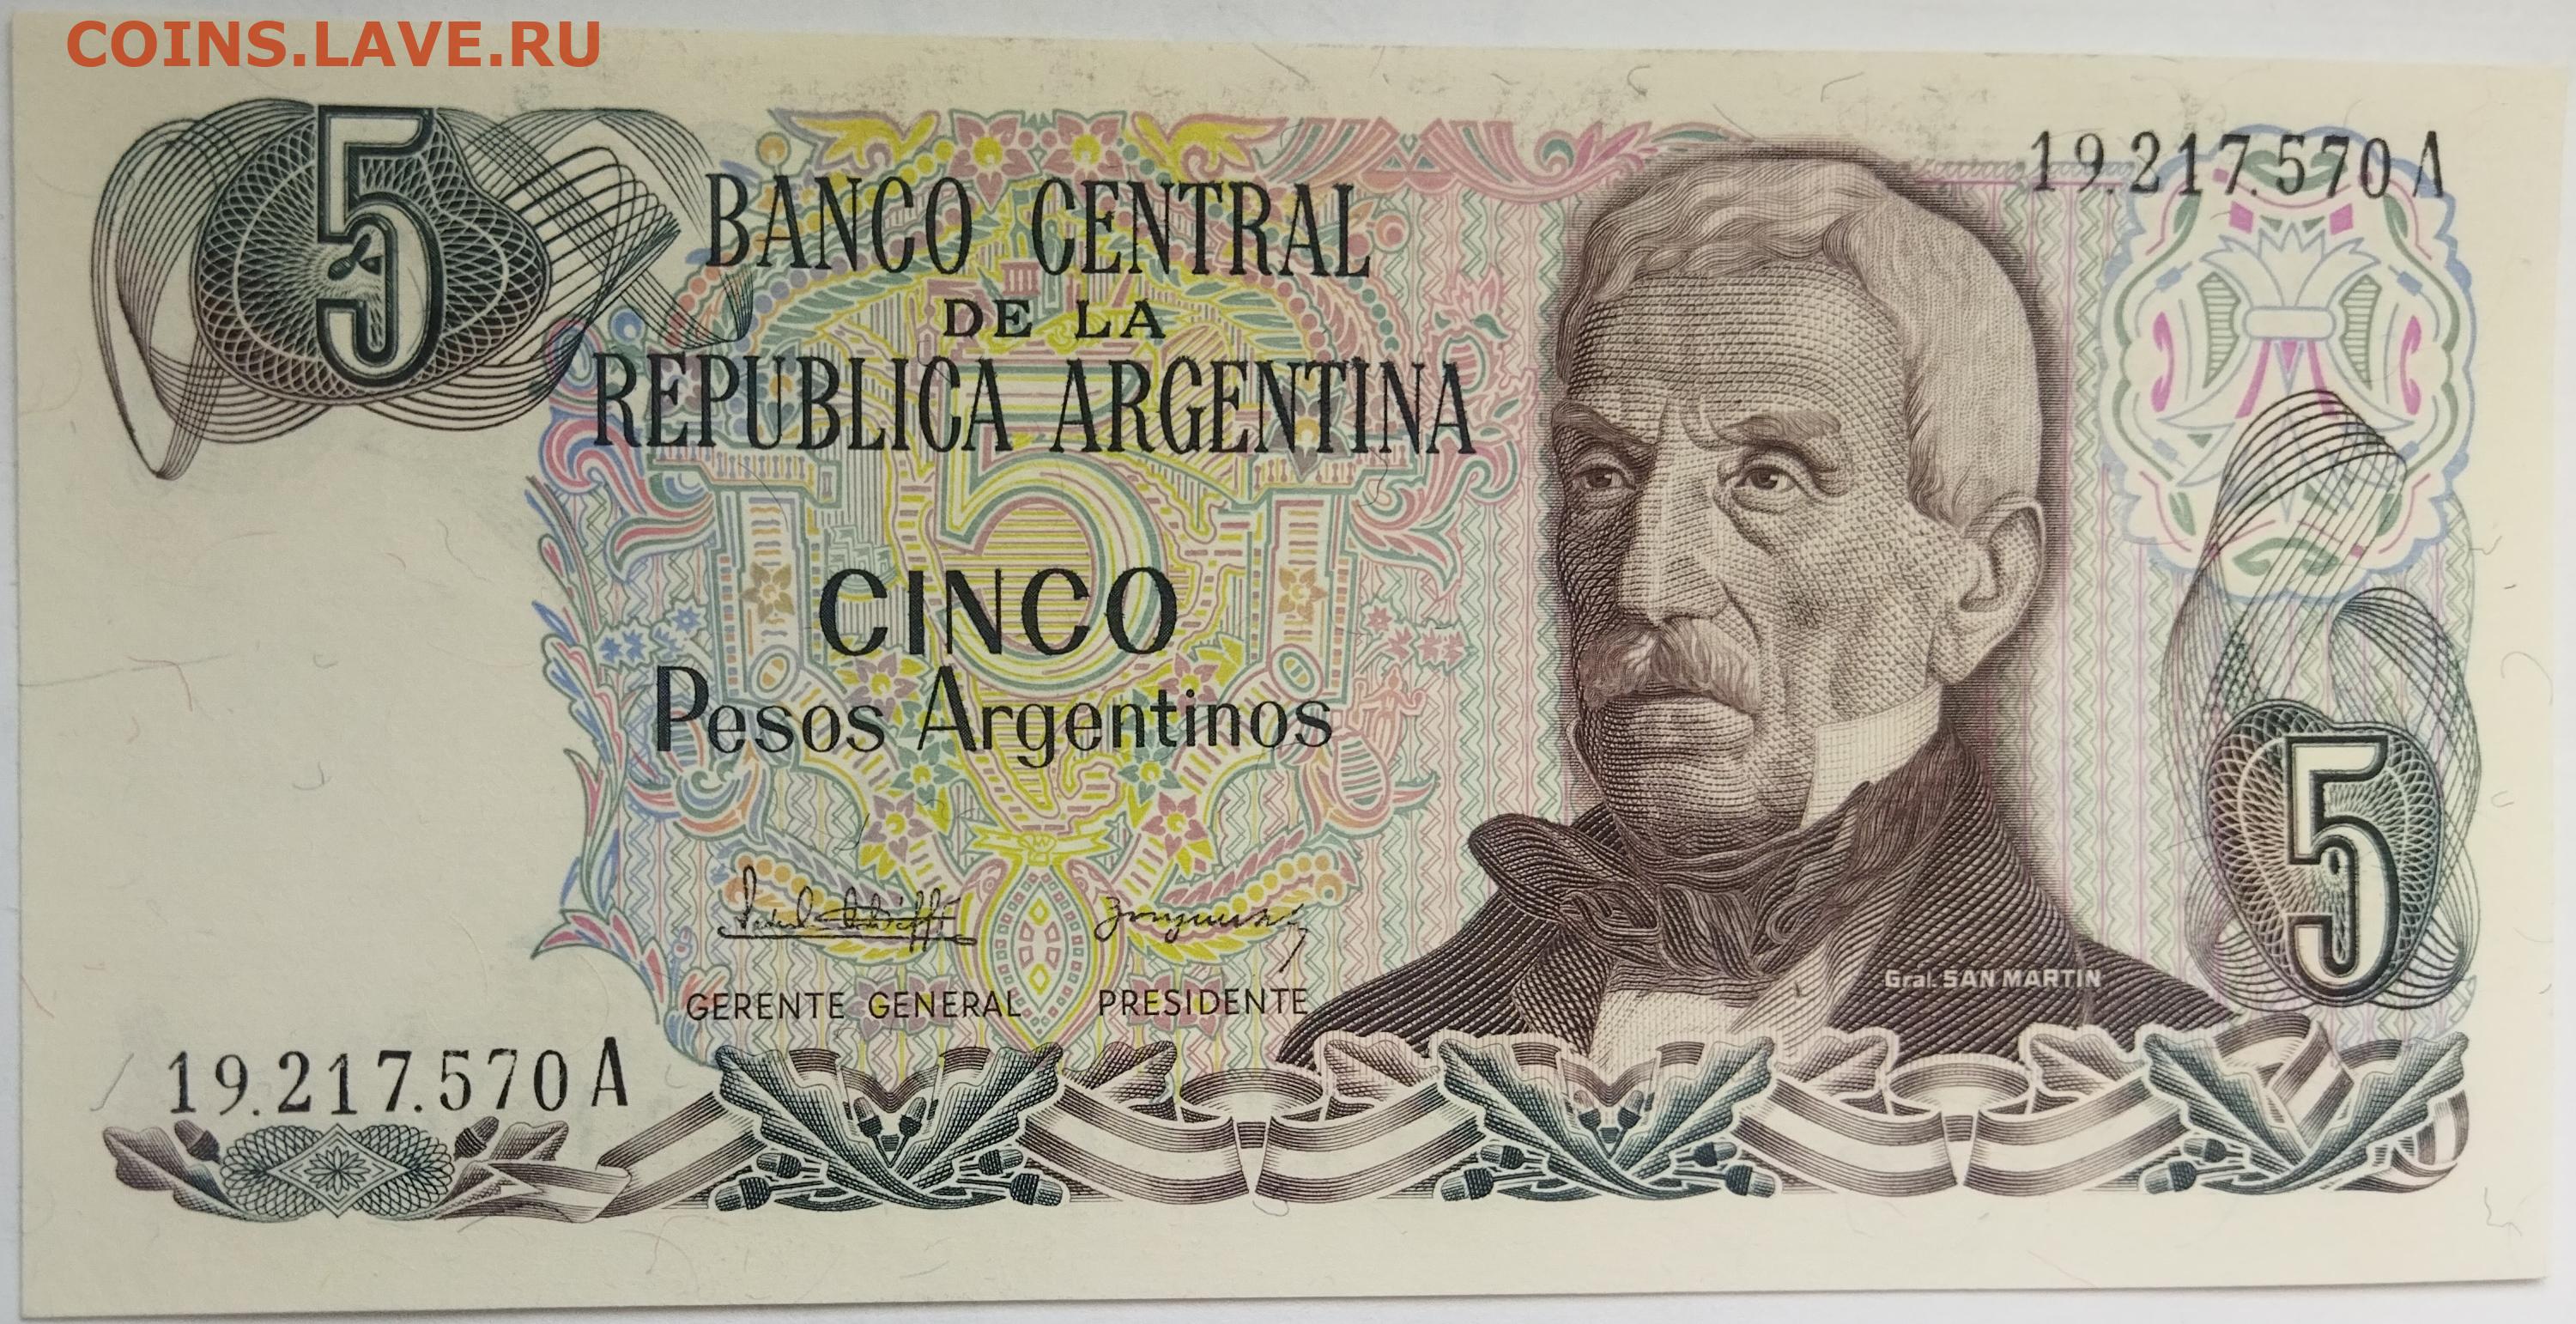 COINS.LAVE.RU
5
19.217.570 A
BANCO CENTRAL
DE LA
REPUBLICA ARGENTINA
5
CINCO
Pesos Argentinos
GERENTE GENERAL PRESIDENTE
Gral. SAN MARTIN
5
19.217.570 A